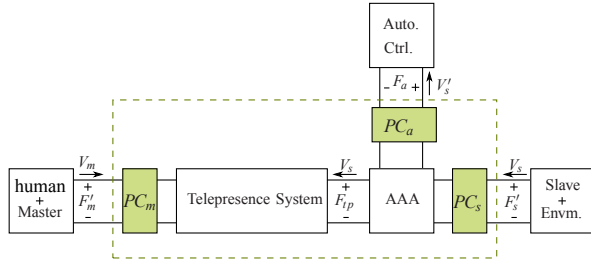 Auto.
Ctrl.
- F_a +
V'_s
PC_a
V_m
V_s
V_s
human
+
Master
+
F'_m
-
PC_m
Telepresence System
+
F_tp
-
AAA
PC_s
+
F'_s
-
Slave
+
Envm.